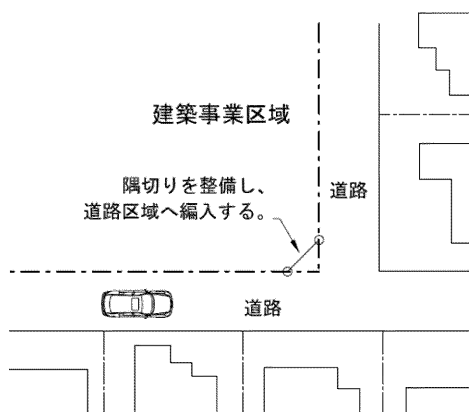 建築事業区域
隅切りを整備し、
道路区域へ編入する。
道路
道路